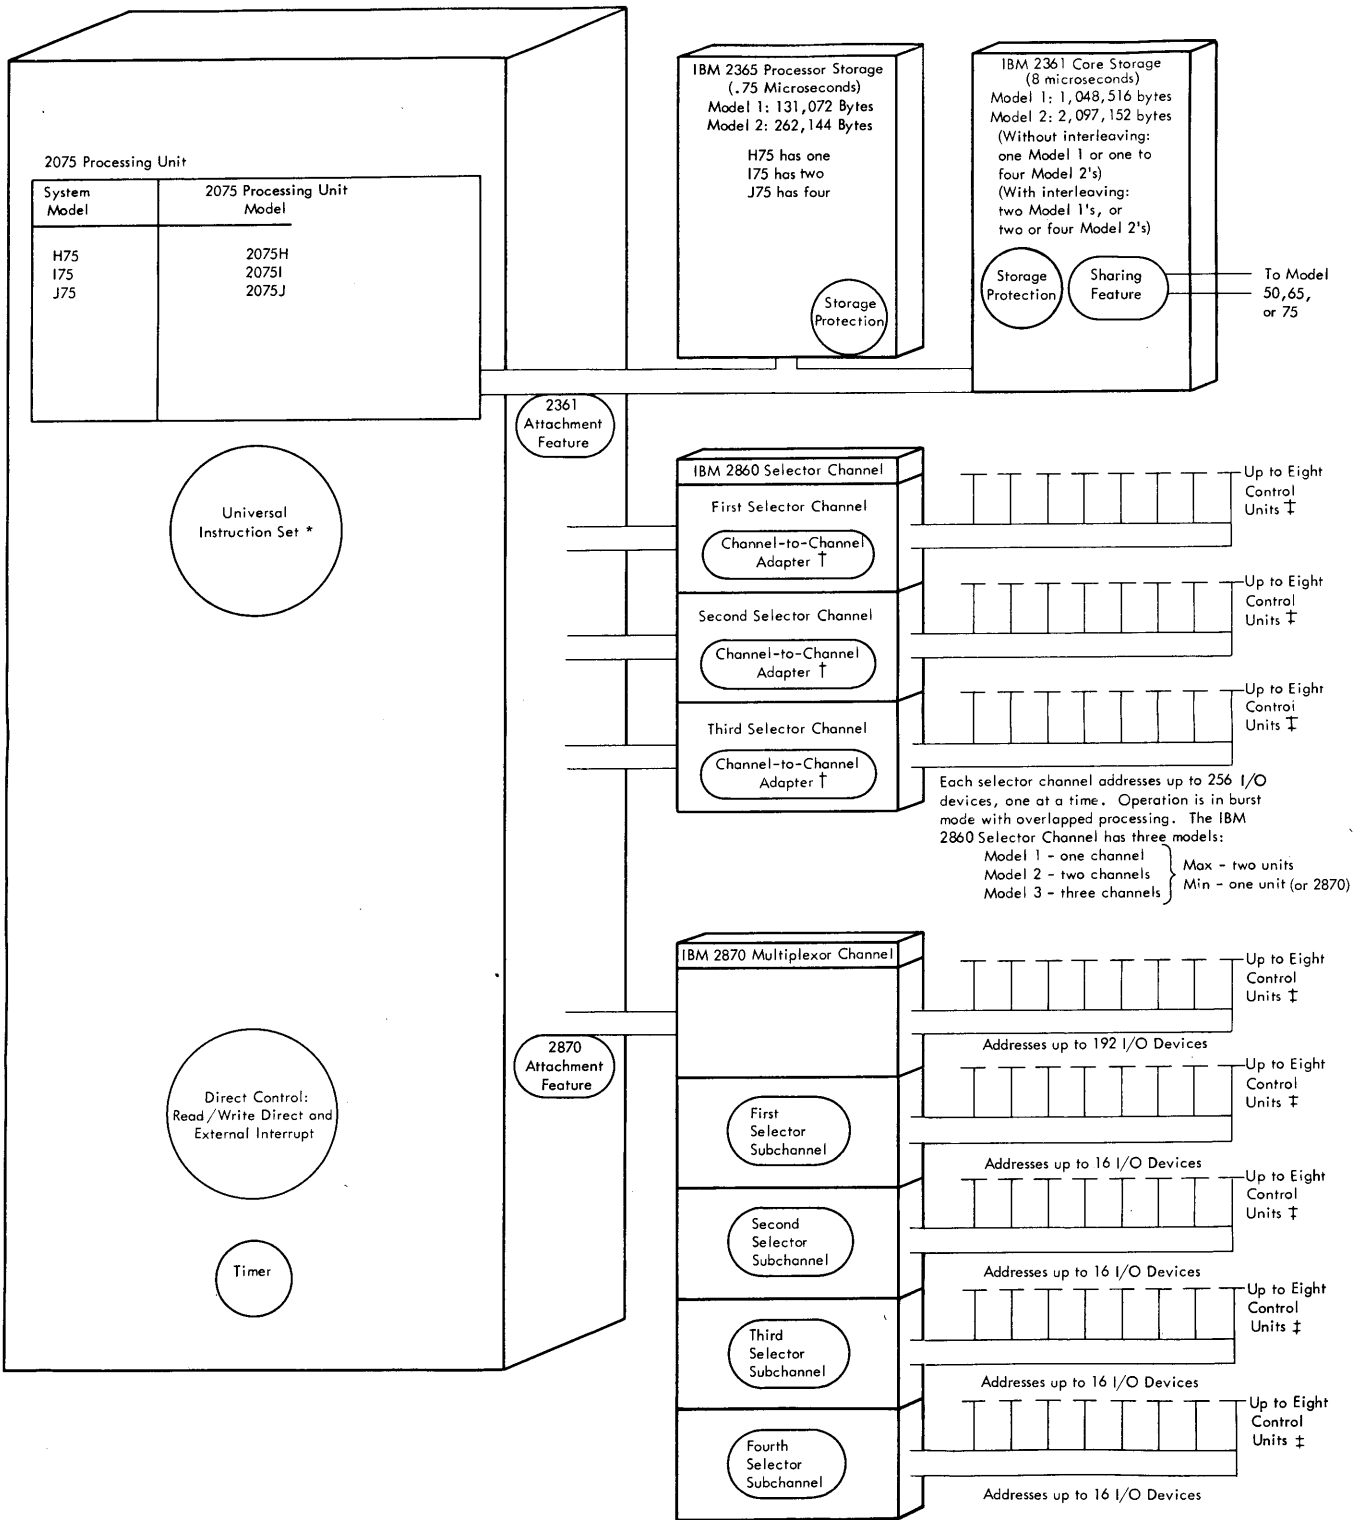 2075 Processing Unit
System Model
2075 Processing Unit Model
H75 2075H
I75 2075I
J75 2075J
Universal
Instruction Set *
Direct Control:
Read/Write Direct and
External Interrupt
Timer
IBM 2365 Processor Storage
(.75 Microseconds)
Model 1: 131,072 Bytes
Model 2: 262,144 Bytes
H75 has one
I75 has two
J75 has four
Storage
Protection
IBM 2361 Core Storage
(8 microseconds)
Model 1: 1,048,516 bytes
Model 2: 2,097,152 bytes
(Without interleaving:
one Model 1 or one to
four Model 2's)
(With interleaving:
two Model 1's, or
two or four Model 2's)
Storage
Protection
Sharing
Feature
To Model
50,65,
or 75
2361
Attachment
Feature
IBM 2860 Selector Channel
First Selector Channel
Channel-to-Channel
Adapter †
Up to Eight
Control
Units ‡
Second Selector Channel
Channel-to-Channel
Adapter †
Up to Eight
Control
Units ‡
Third Selector Channel
Channel-to-Channel
Adapter †
Up to Eight
Control
Units ‡
Each selector channel addresses up to 256 I/O
devices, one at a time. Operation is in burst
mode with overlapped processing. The IBM
2860 Selector Channel has three models:
Model 1 - one channel
Model 2 - two channels
Model 3 - three channels
Max - two units
Min - one unit (or 2870)
2870
Attachment
Feature
IBM 2870 Multiplexor Channel
Up to Eight
Control
Units ‡
Addresses up to 192 I/O Devices
First
Selector
Subchannel
Up to Eight
Control
Units ‡
Addresses up to 16 I/O Devices
Second
Selector
Subchannel
Up to Eight
Control
Units ‡
Addresses up to 16 I/O Devices
Third
Selector
Subchannel
Up to Eight
Control
Units ‡
Addresses up to 16 I/O Devices
Fourth
Selector
Subchannel
Up to Eight
Control
Units ‡
Addresses up to 16 I/O Devices